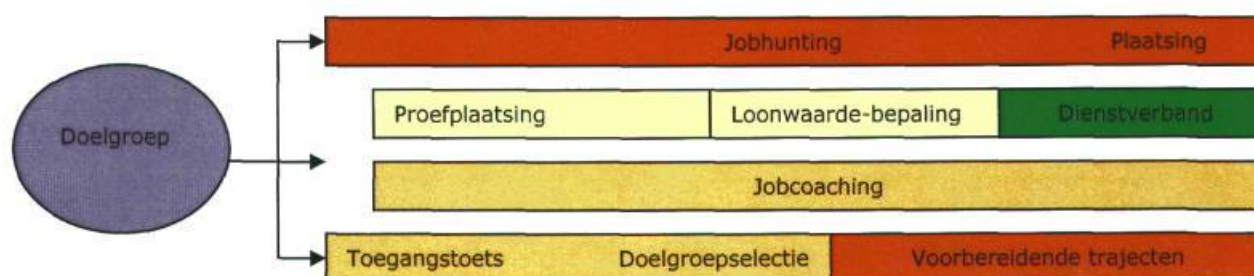 Jobhunting Plaatsing
Doelgroep
Proefplaatsing Loonwaarde-bepaling Dienstverband
Jobcoaching
Toegangstoets Doelgroepselectie Voorbereidende trajecten